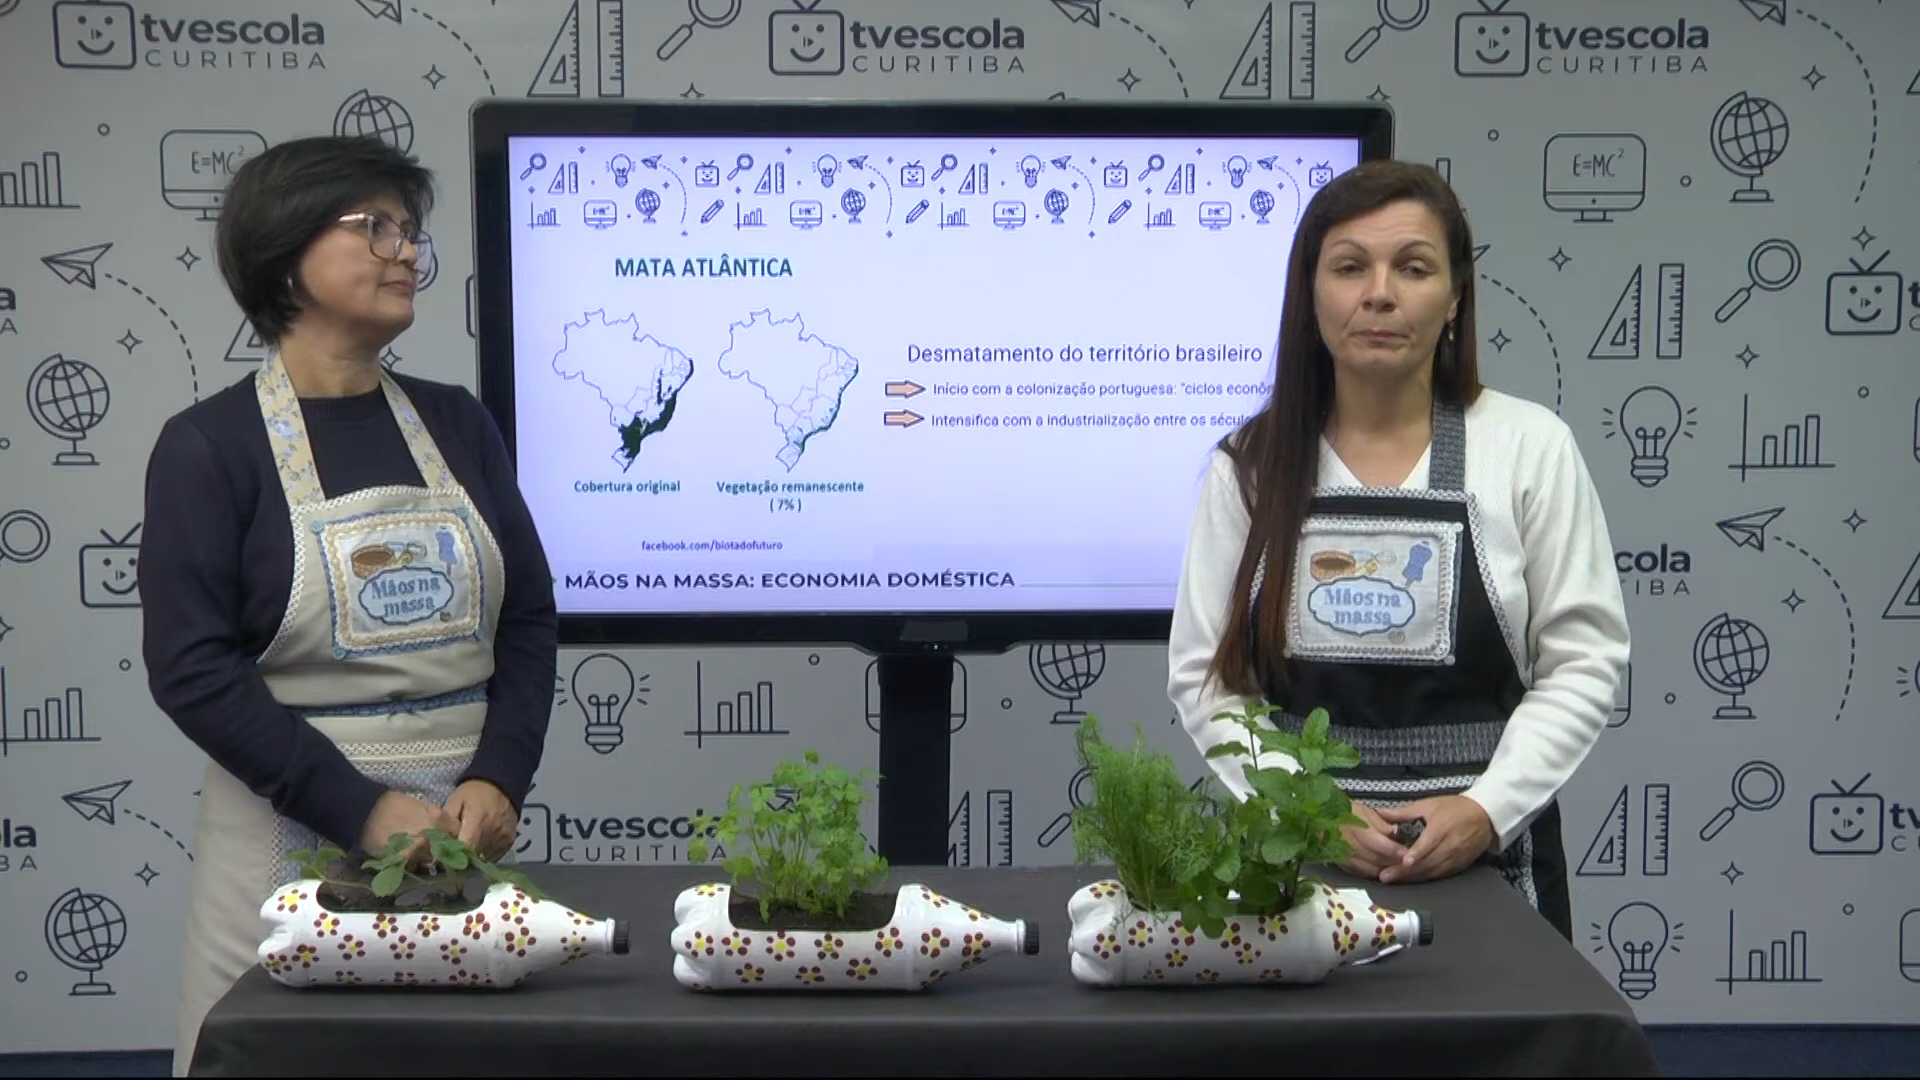 tvescola
CURITIBA
tvescola
CURITIBA
tvescola
CURITIBA
E=MC²
E=MC²
MATA ATLÂNTICA
Desmatamento do território brasileiro
Início com a colonização portuguesa: "ciclos
Intensifica com a industrialização entre os
Cobertura original
Vegetação remanescente
( 7% )
facebook.com/biotadofuturo
MÃOS NA MASSA: ECONOMIA DOMÉSTICA
Mãos na
massa
Mãos na
massa
tvescola
CURITIBA